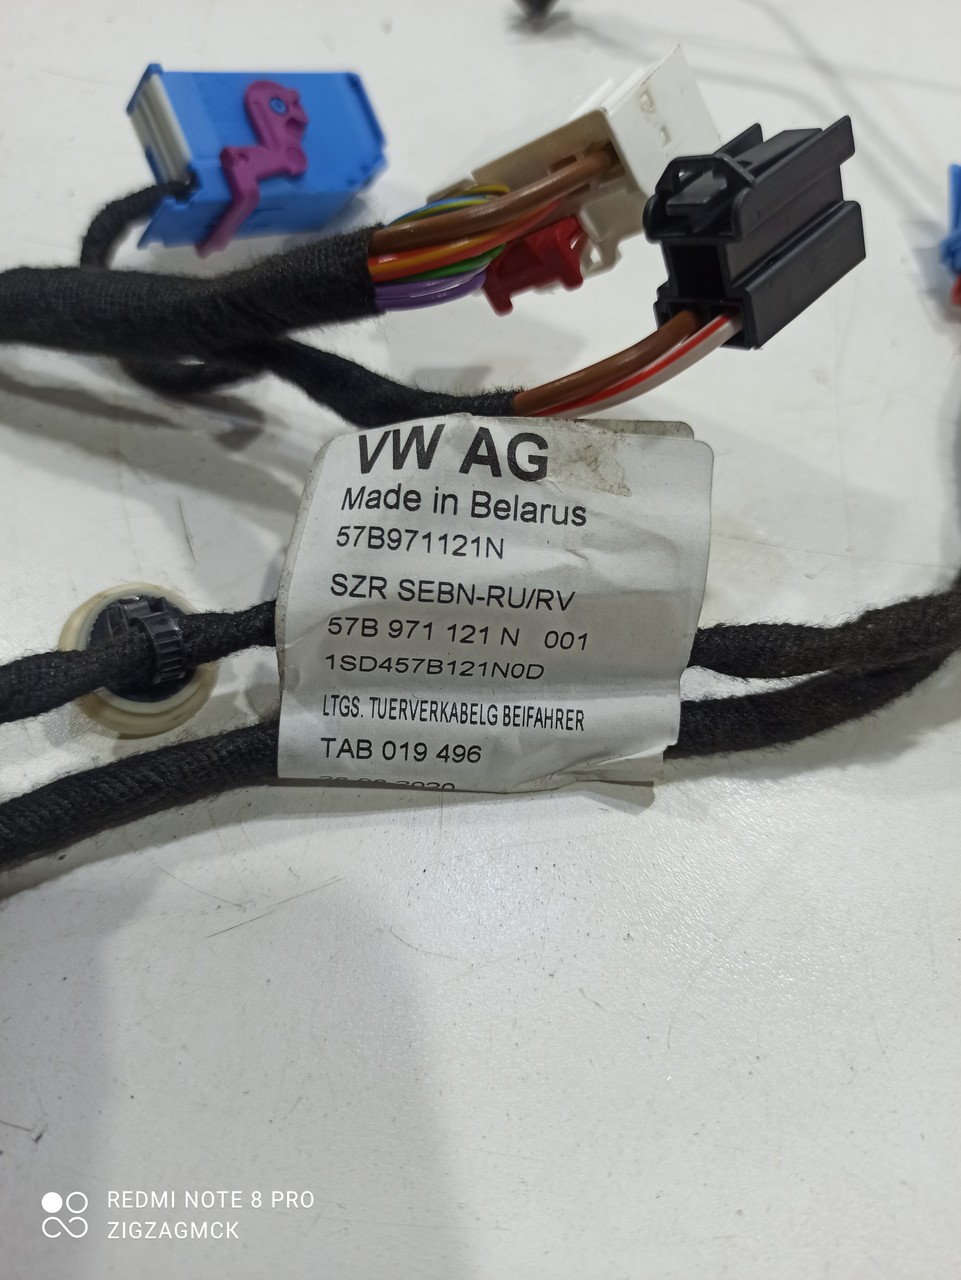 VW AG
Made in Belarus
57B971121N
SZR SEBN-RU/RV
57B 971 121 N 001
1SD457B121N0D
LTGS. TUERVERKABELG BEIFAHRER
TAB 019 496
2020
REDMI NOTE 8 PRO
ZIGZAGMCK